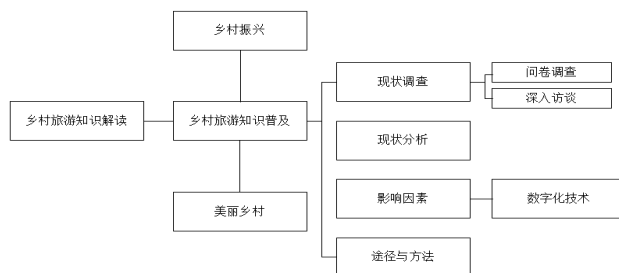 乡村振兴
现状调查
问卷调查
深入访谈
乡村旅游知识解读
乡村旅游知识普及
现状分析
美丽乡村
影响因素
数字化技术
途径与方法